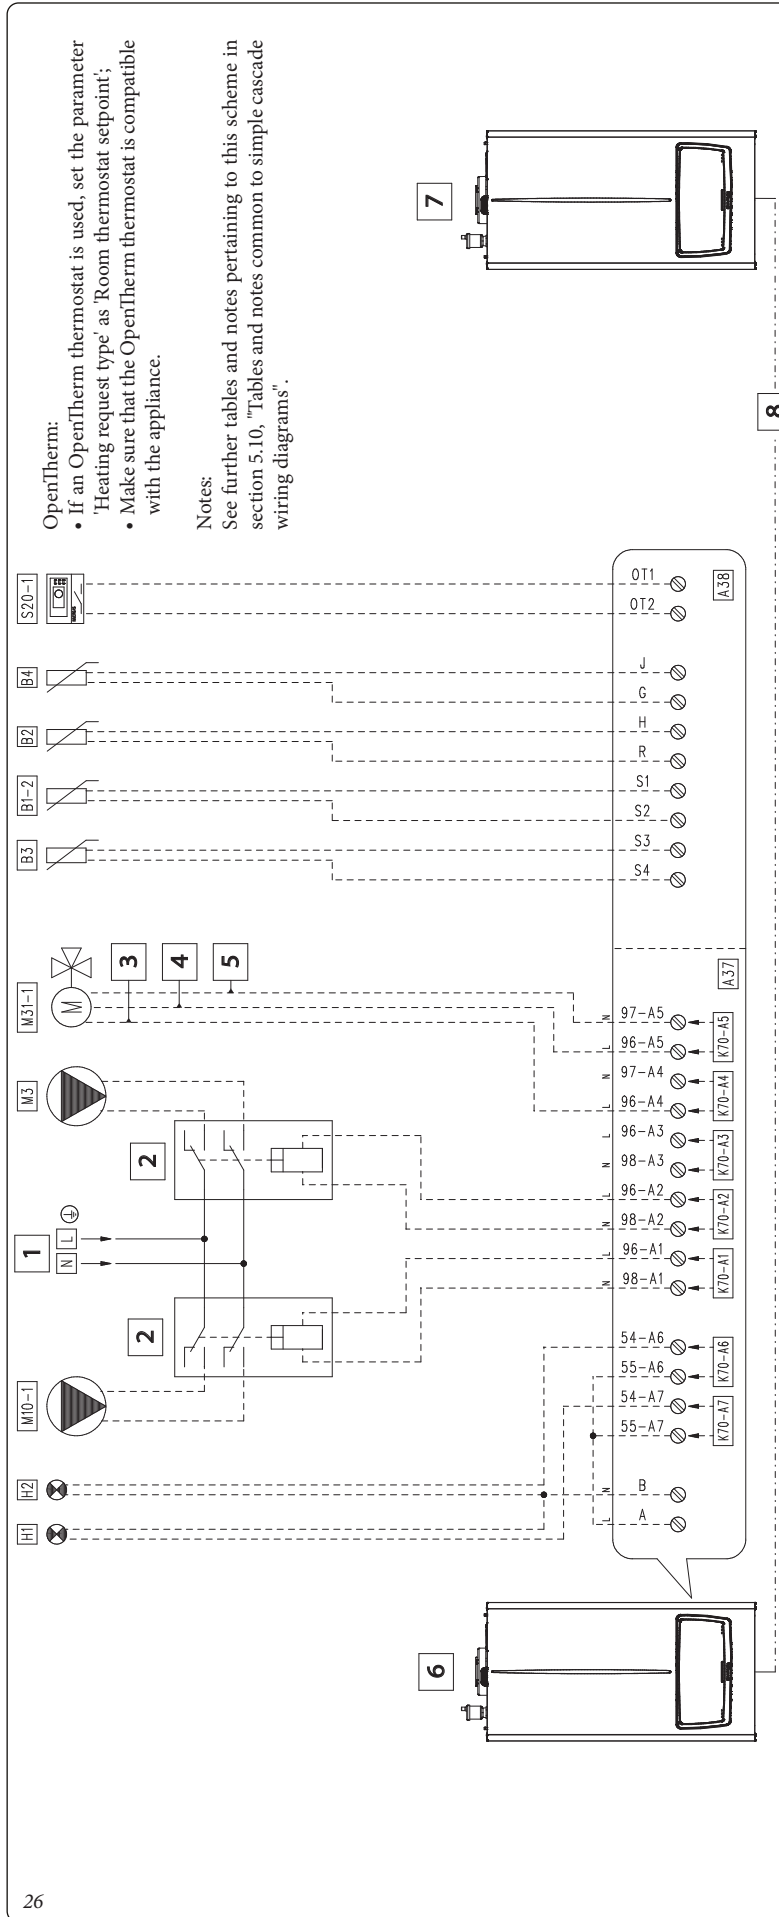 OpenTherm:
• If an OpenTherm thermostat is used, set the parameter
'Heating request type' as 'Room thermostat setpoint';
• Make sure that the OpenTherm thermostat is compatible
with the appliance.
Notes:
See further tables and notes pertaining to this scheme in
section 5.10, "Tables and notes common to simple cascade
wiring diagrams".
H1
H2
M10-1
1
N
L
M3
M31-1
B3
B1-2
B2
B4
S20-1
2
2
3
4
5
6
7
L
N
N
L
N
L
N
L
L
N
L
N
A
B
55-A7
54-A7
55-A6
54-A6
98-A1
96-A1
98-A2
96-A2
98-A3
96-A3
96-A4
97-A4
96-A5
97-A5
S4
S3
S2
S1
R
H
G
J
OT2
OT1
K70-A7
K70-A6
K70-A1
K70-A2
K70-A3
K70-A4
K70-A5
A37
A38
8
M
26